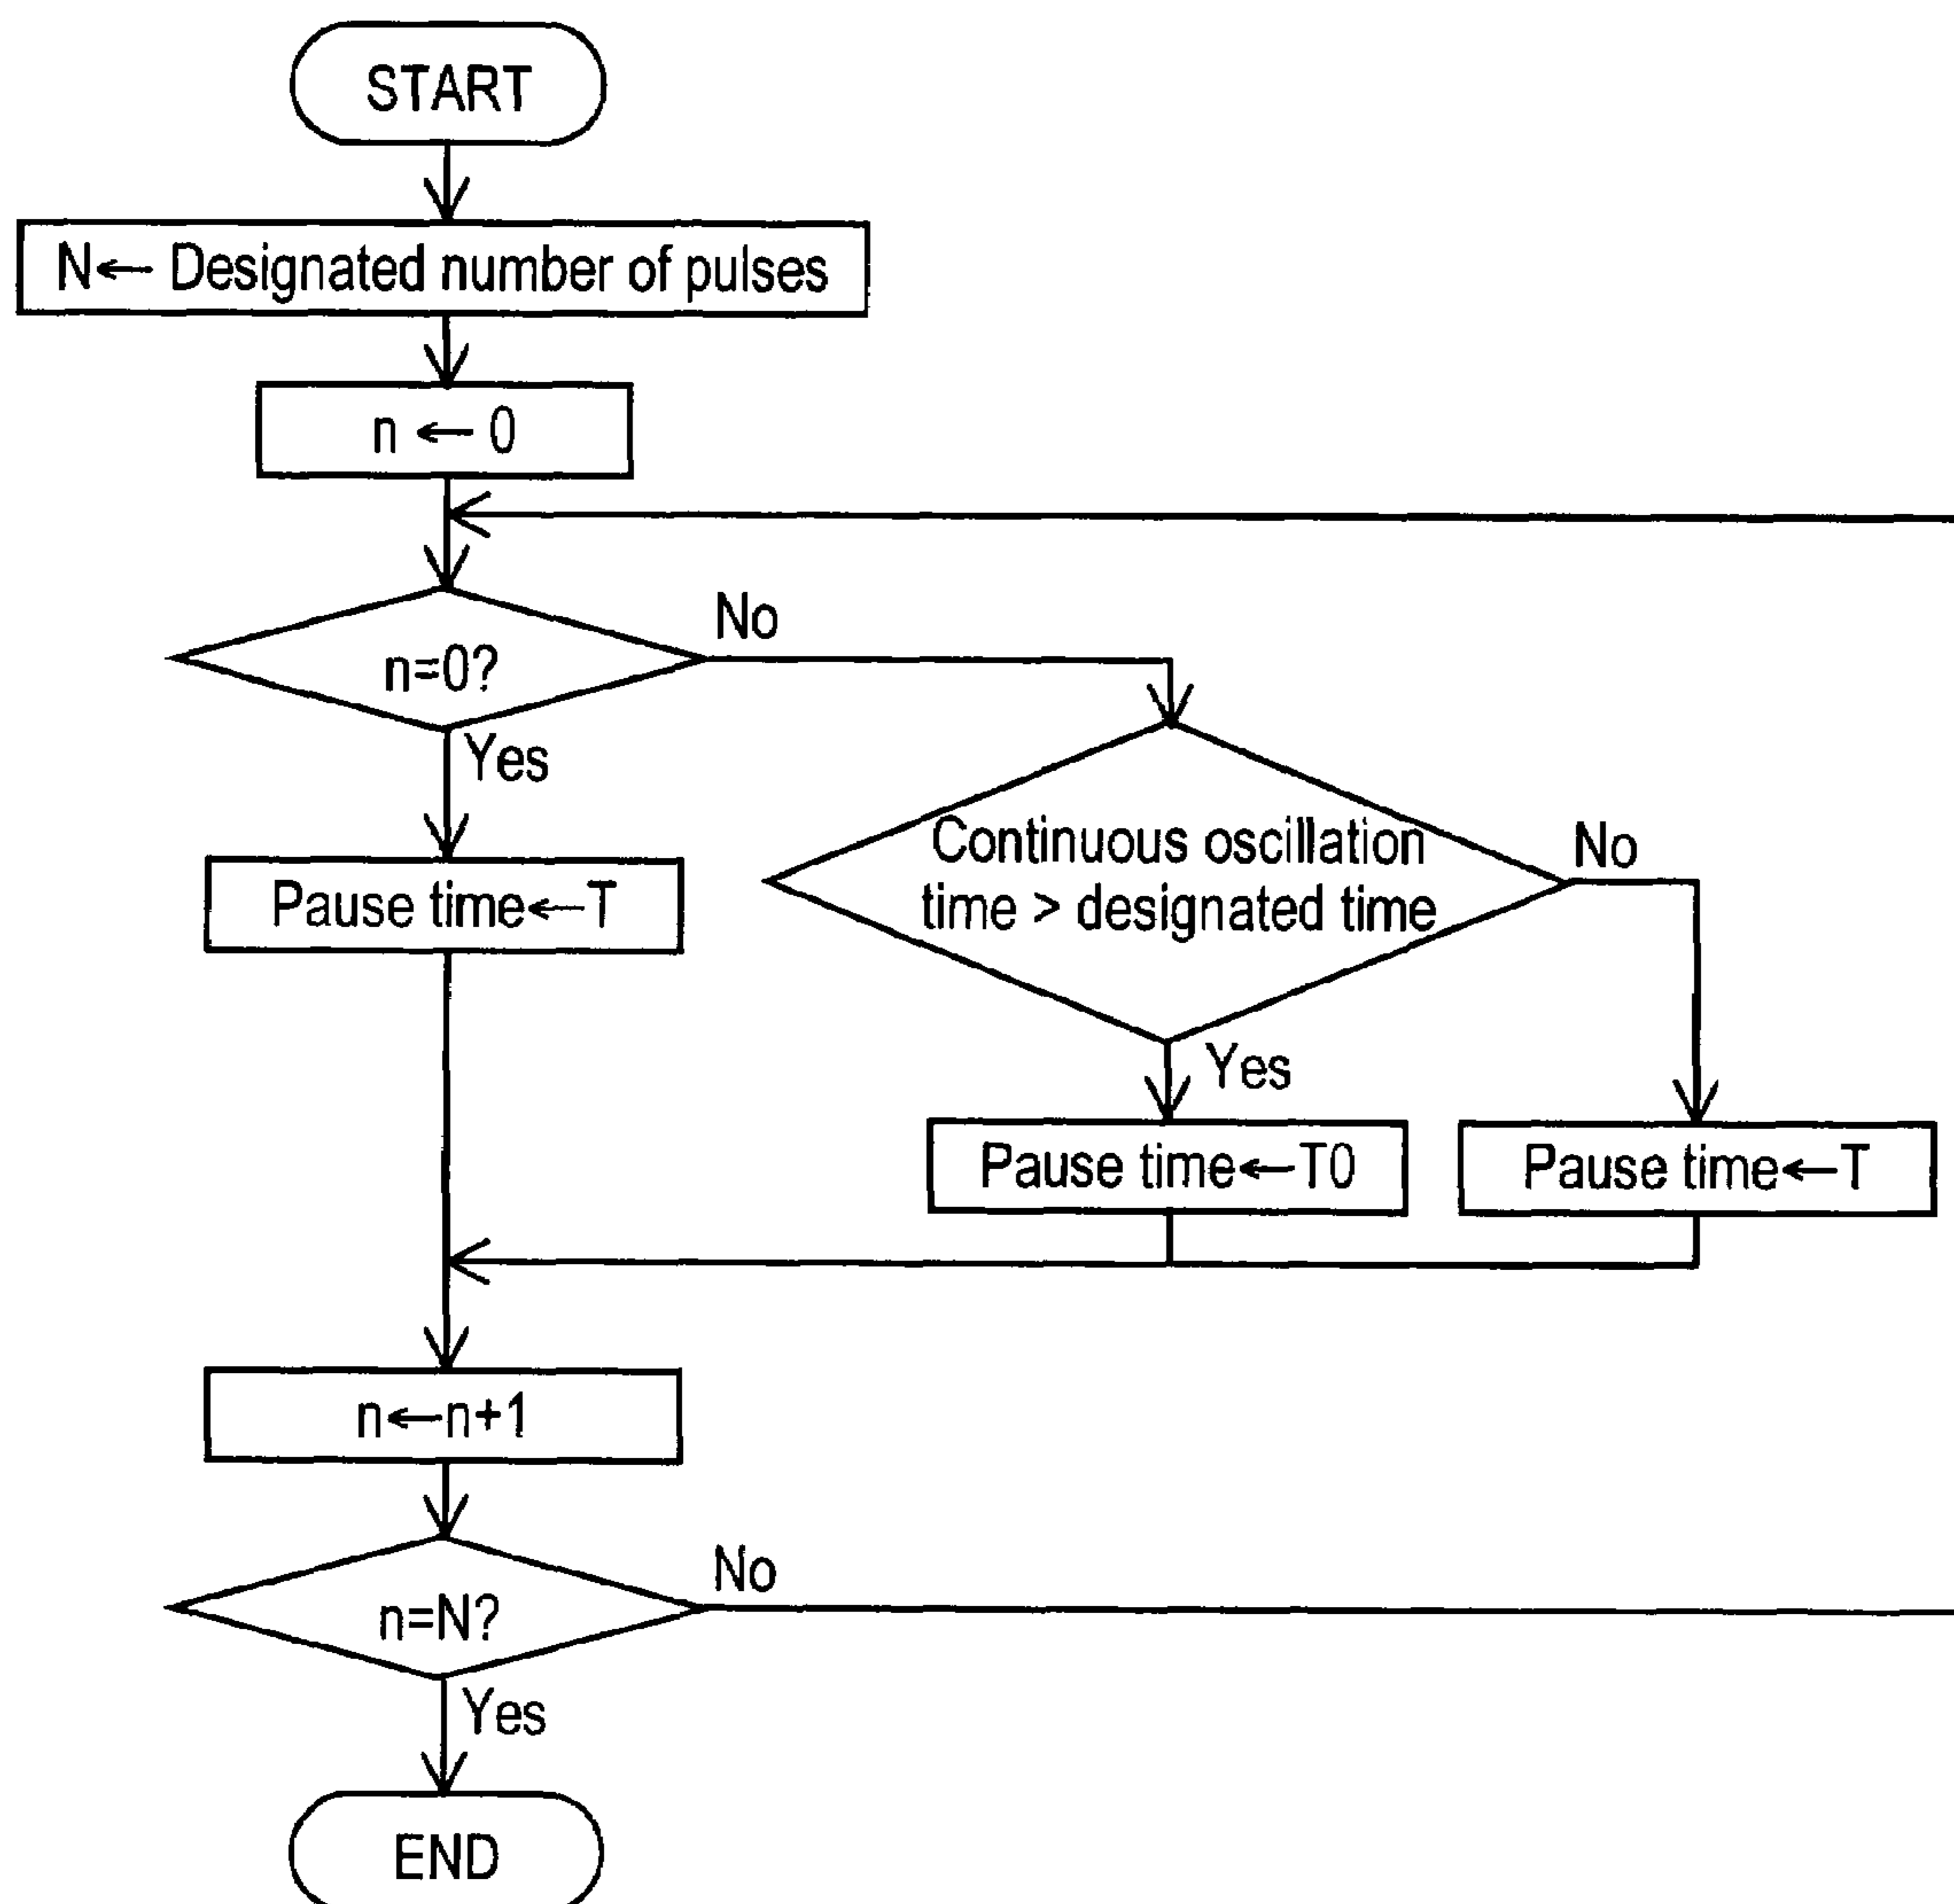 START
N← Designated number of pulses
n ← 0
n=0?
No
Yes
Pause time←T
Continuous oscillation
time > designated time
No
Yes
Pause time←T0
Pause time←T
n←n+1
n=N?
No
Yes
END